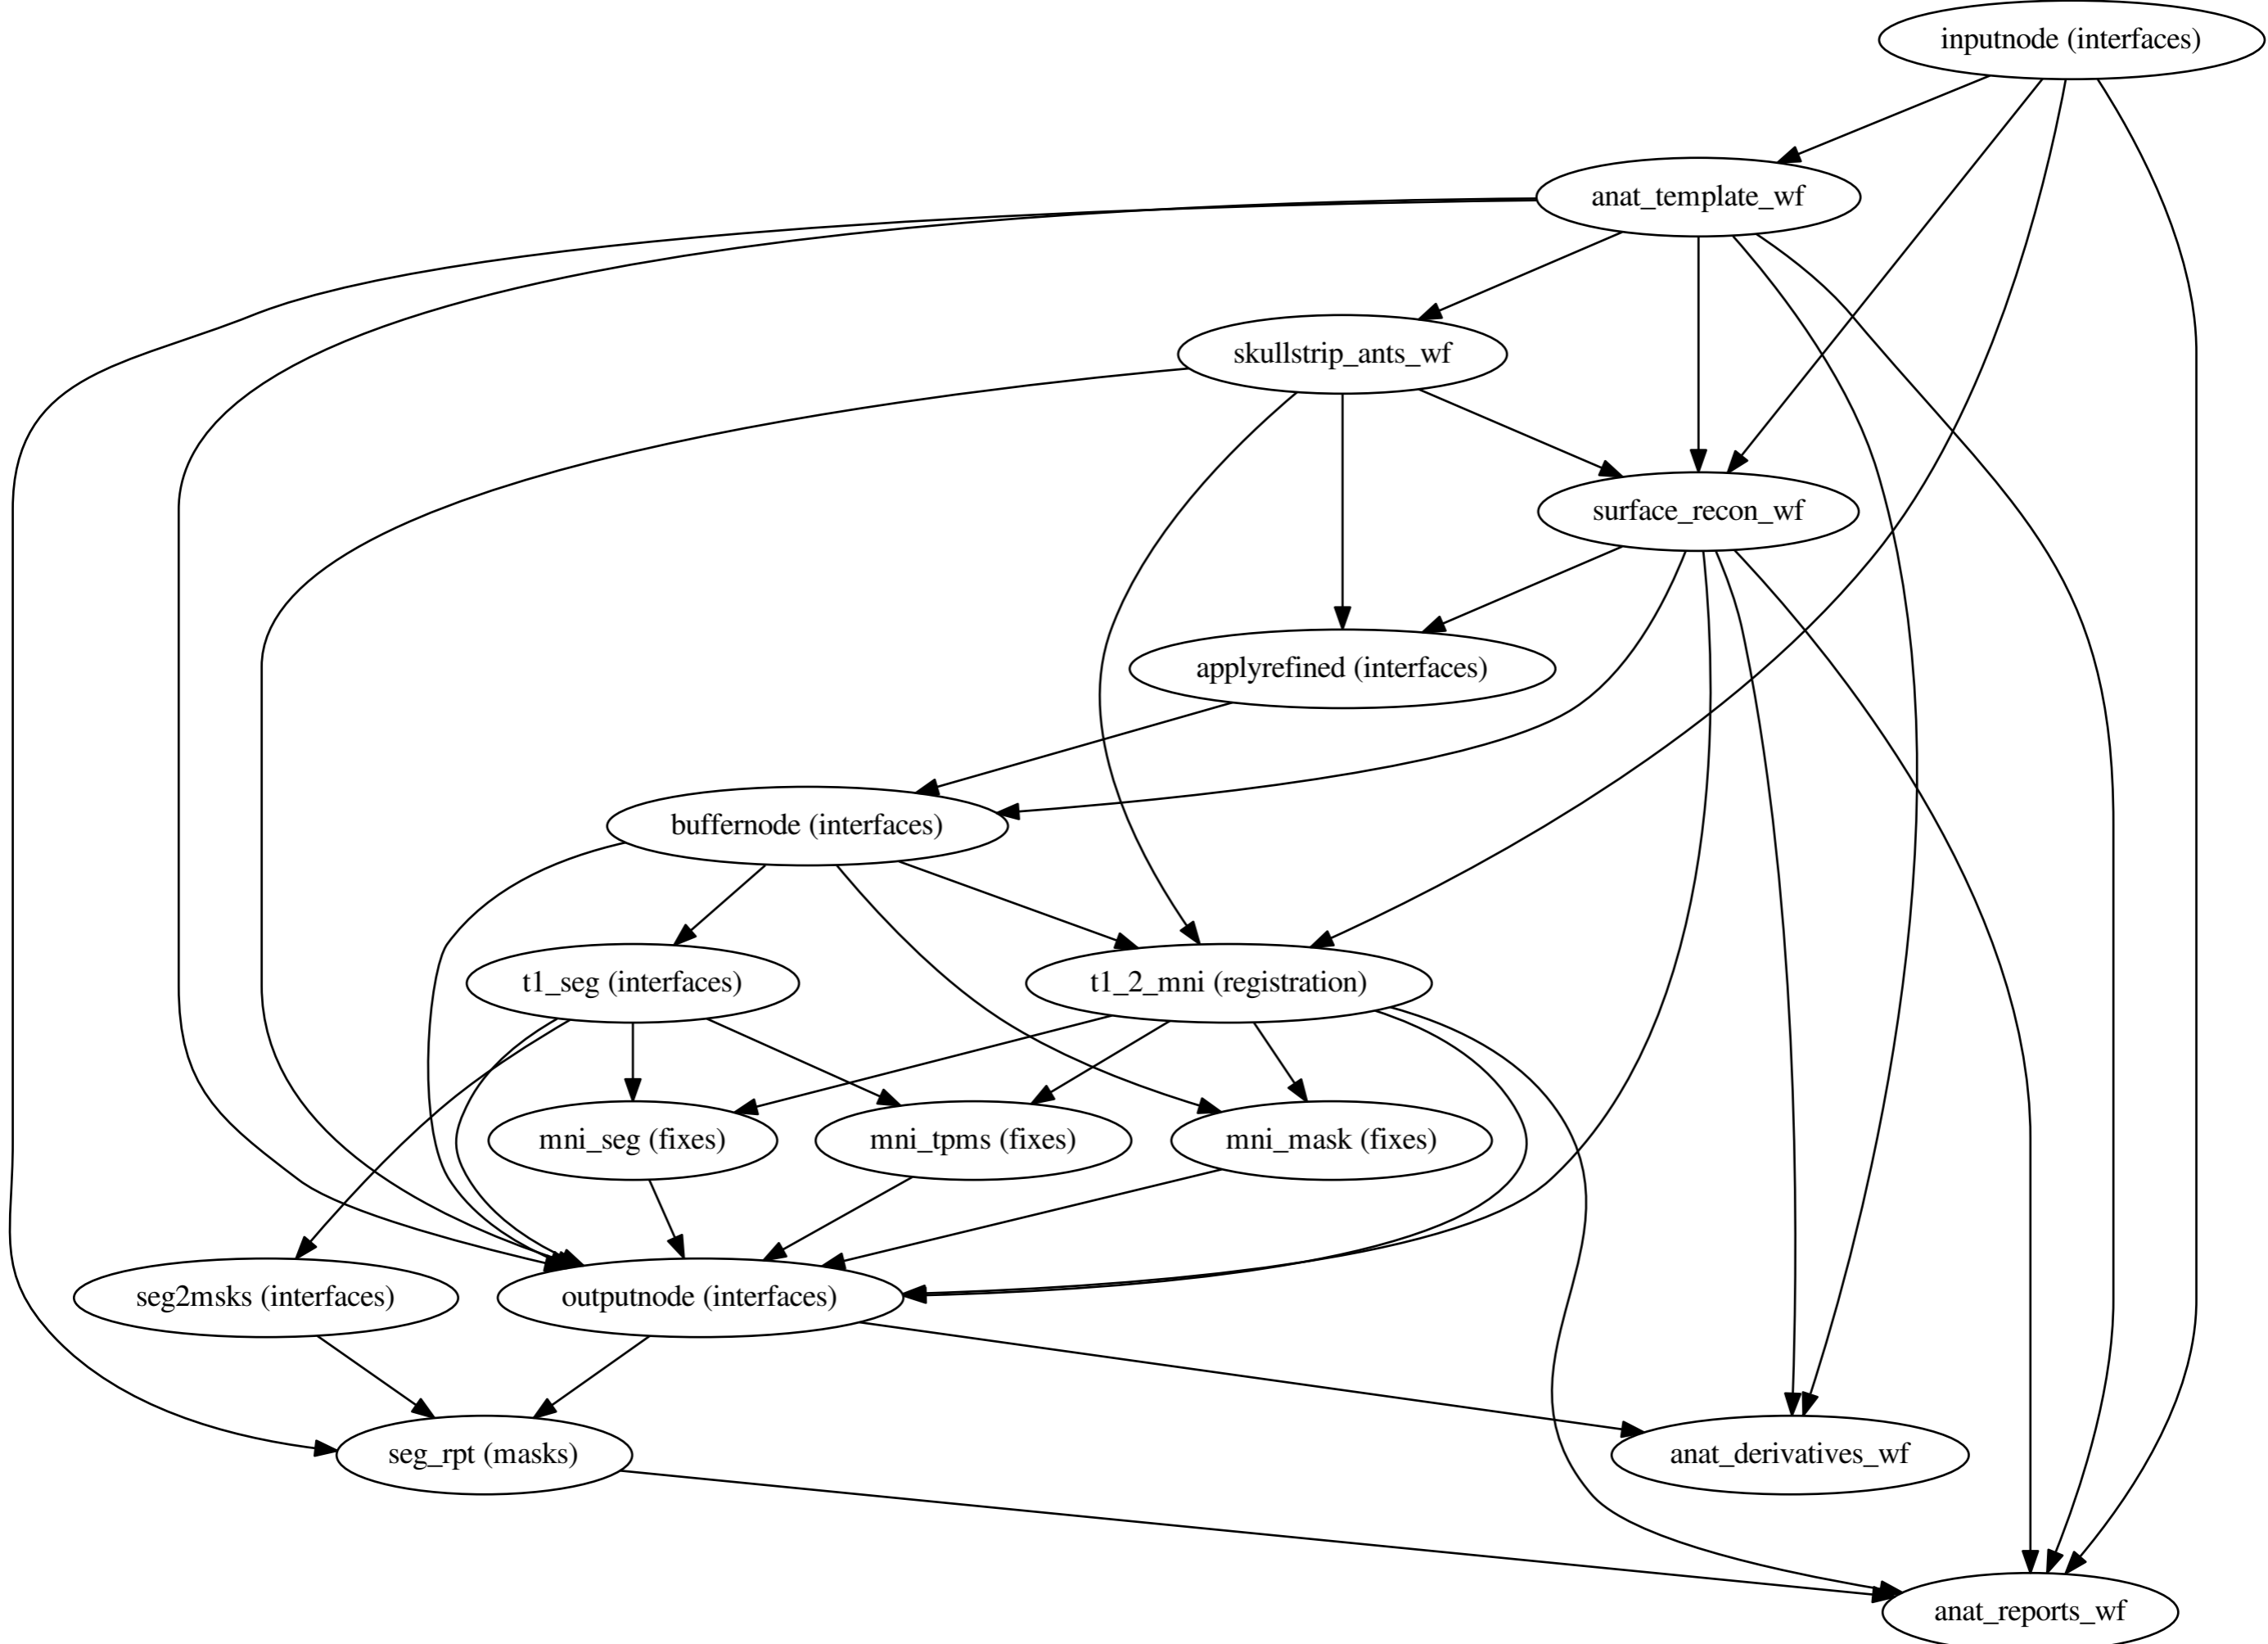 inputnode (interfaces)
anat_template_wf
skullstrip_ants_wf
surface_recon_wf
applyrefined (interfaces)
buffernode (interfaces)
t1_seg (interfaces)
t1_2_mni (registration)
mni_seg (fixes)
mni_tpms (fixes)
mni_mask (fixes)
seg2msks (interfaces)
outputnode (interfaces)
seg_rpt (masks)
anat_derivatives_wf
anat_reports_wf